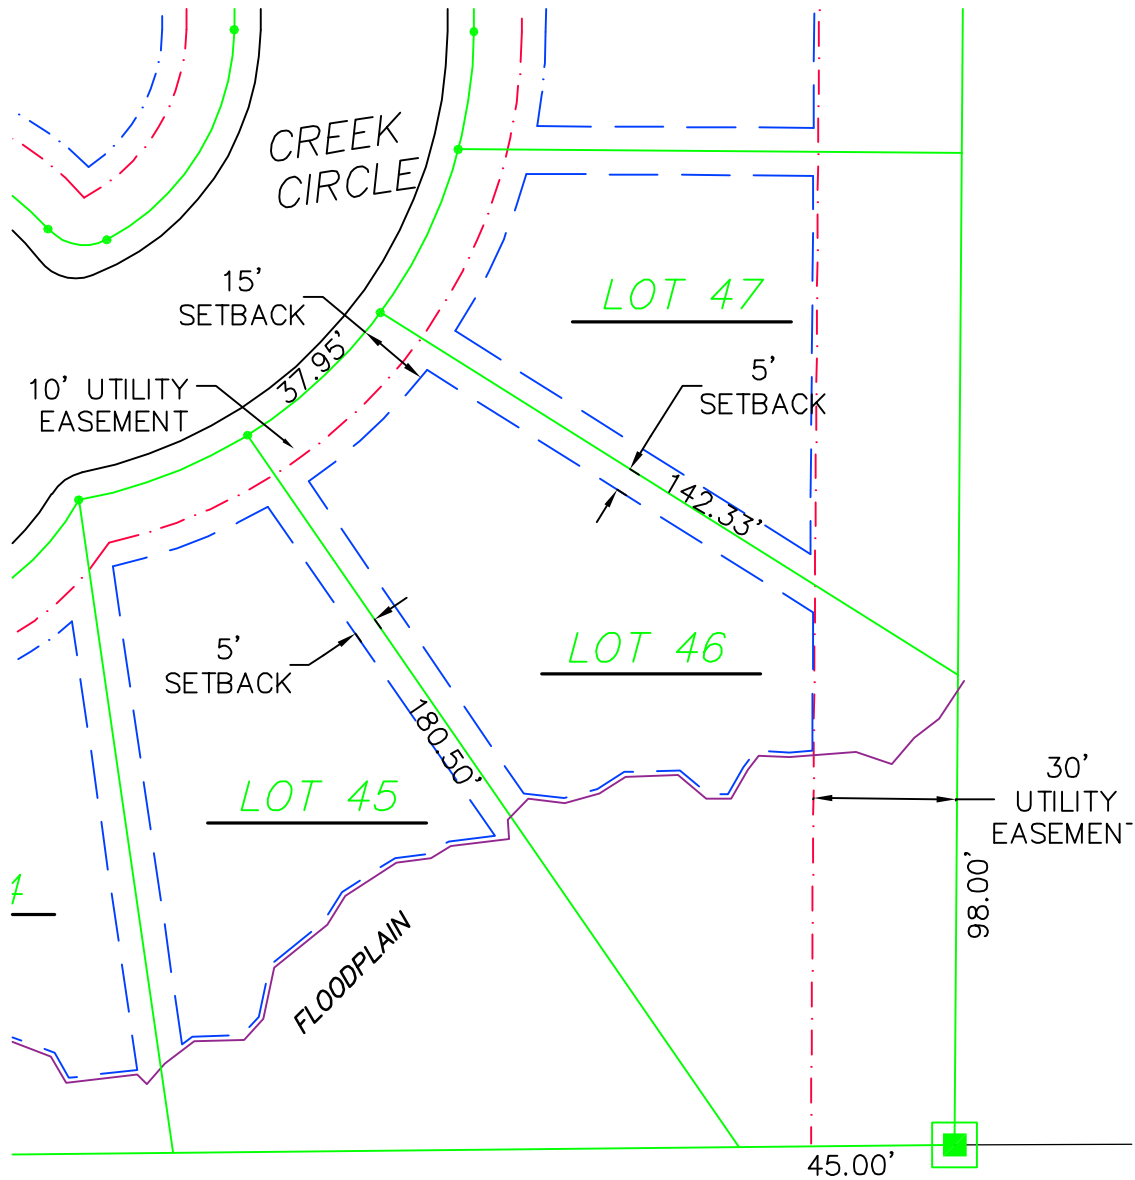 CREEK
CIRCLE
15'
SETBACK
LOT 47
37.95'
10' UTILITY
EASEMENT
5'
SETBACK
142.33'
5'
SETBACK
LOT 46
180.50'
LOT 45
30'
UTILITY
EASEMENT
98.00'
FLOODPLAIN
45.00'